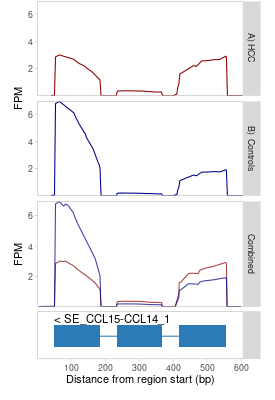 6
4
2
FPM
A) HCC
6
4
2
B) Controls
6
4
2
FPM
Combined
< SE_CCL15-CCL14_1
0 100 200 300 400 500 600
Distance from region start (bp)